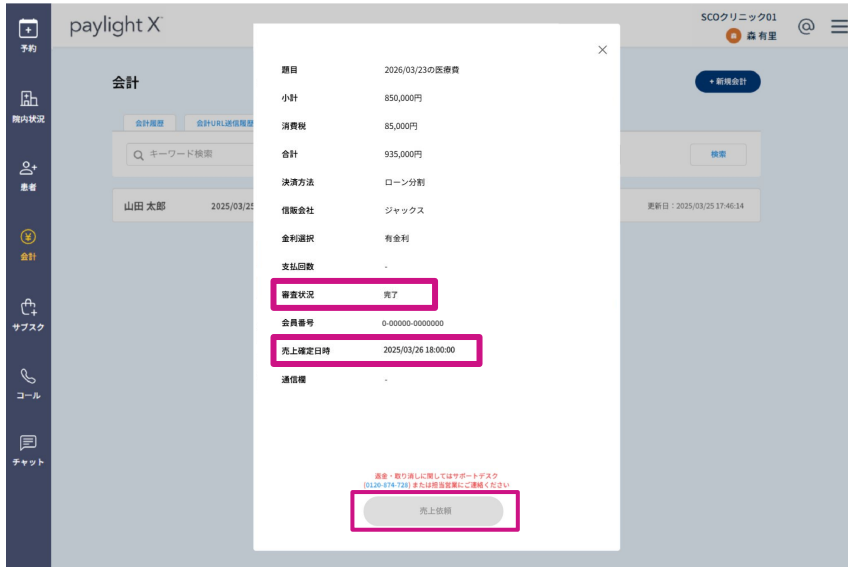 paylight X
SCOクリニック01
森 有里
予約
院内状況
患者
会計
サブスク
コール
チャット
会計
+ 新規会計
会計履歴
会計URL送信履歴
キーワード検索
検索
山田 太郎
2025/03/25
更新日：2025/03/25 17:46:14
題目 2026/03/23の医療費
小計 850,000円
消費税 85,000円
合計 935,000円
決済方法 ローン分割
信販会社 ジャックス
金利選択 有金利
支払回数 -
審査状況 完了
会員番号 0-00000-0000000
売上確定日時 2025/03/26 18:00:00
通信欄 -
返金・取り消しに関してはサポートデスク
(0120-874-728) または担当営業にご連絡ください
売上依頼